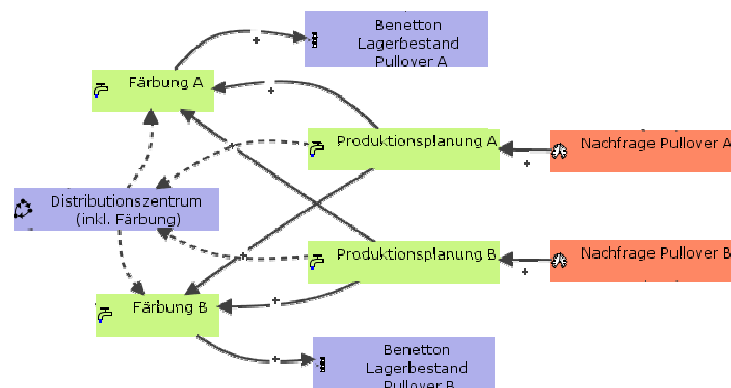 Benetton
Lagerbestand
Pullover A
Färbung A
+
+
Produktionsplanung A
Nachfrage Pullover A
+
+
Distributionszentrum
(inkl. Färbung)
Produktionsplanung B
Nachfrage Pullover B
+
+
Färbung B
+
Benetton
+
Lagerbestand
Pullover B